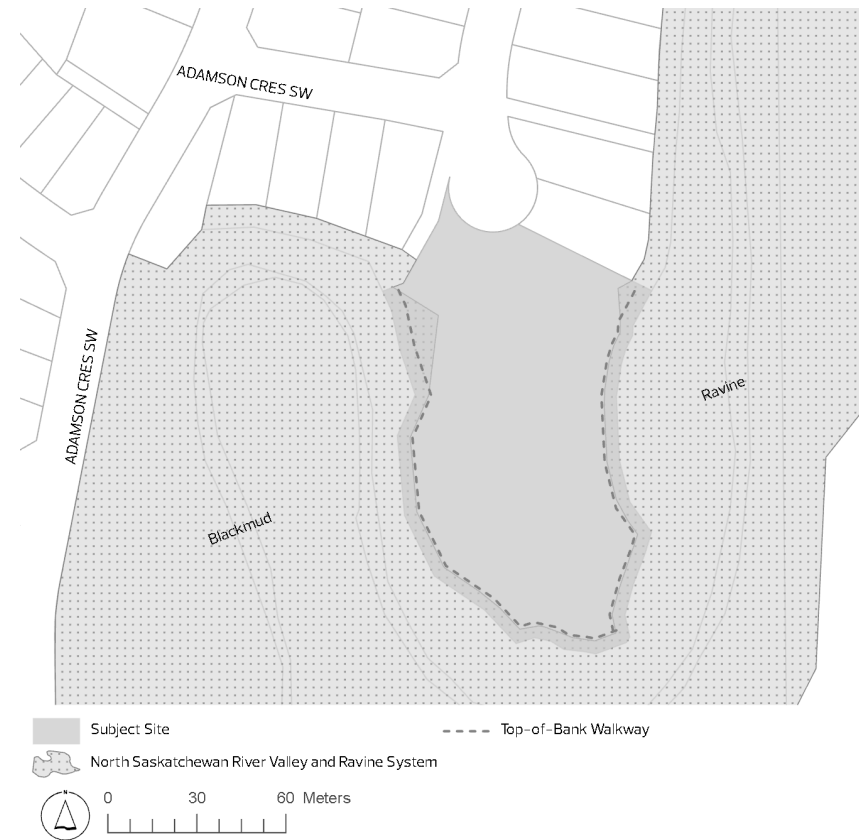 ADAMSON CRES SW
ADAMSON CRES SW
Ravine
Blackmud
Subject Site
Top-of-Bank Walkway
North Saskatchewan River Valley and Ravine System
N
0 30 60 Meters